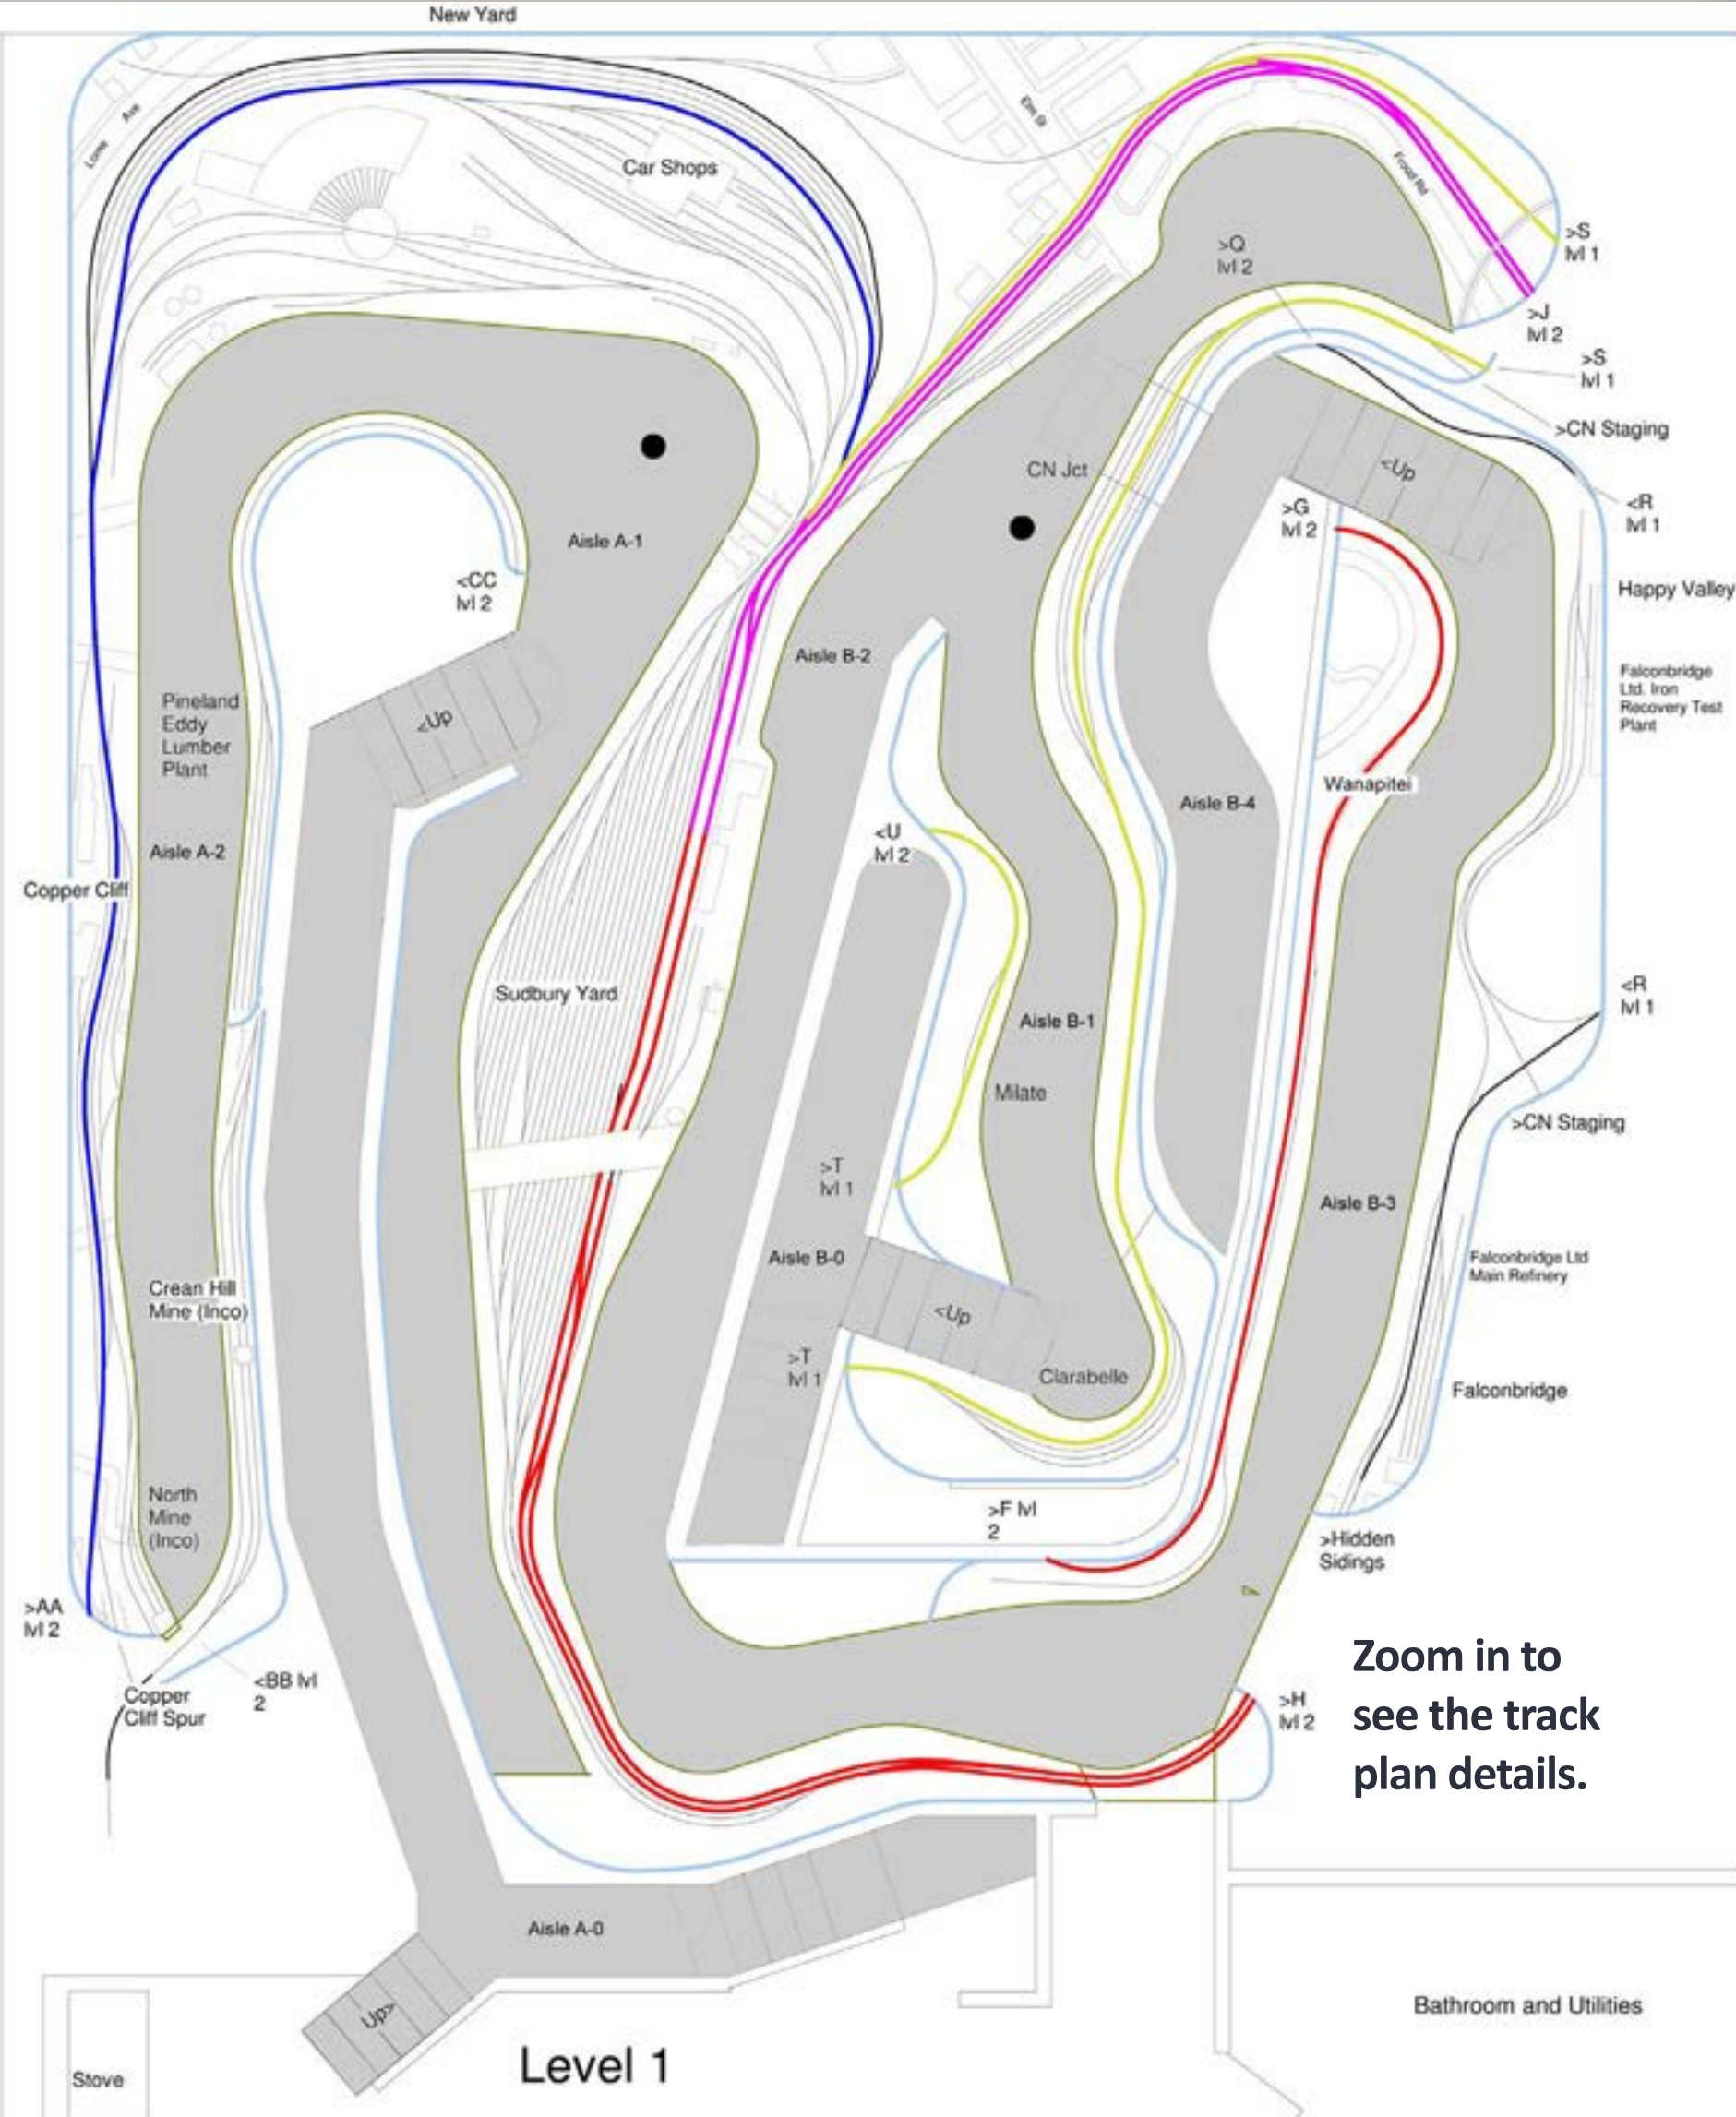 New Yard
Lorne Ave
Elm St
Car Shops
Frood Rd
>S
lvl 1
>Q
lvl 2
>J
lvl 2
>S
lvl 1
>CN Staging
CN Jct
<Up
>G
lvl 2
<R
lvl 1
Aisle A-1
<CC
lvl 2
Happy Valley
Aisle B-2
Falconbridge
Ltd. Iron
Recovery Test
Plant
Pineland
Eddy
Lumber
Plant
<Up
Wanapitei
Aisle B-4
<U
lvl 2
Aisle A-2
Copper Cliff
Sudbury Yard
<R
lvl 1
Aisle B-1
Milate
>CN Staging
>T
lvl 1
Aisle B-3
Aisle B-0
Falconbridge Ltd
Main Refinery
Crean Hill
Mine (Inco)
<Up
>T
lvl 1
Clarabelle
Falconbridge
North
Mine
(Inco)
>F lvl
2
>Hidden
Sidings
>AA
lvl 2
<BB lvl
2
Copper
Cliff Spur
>H
lvl 2
Zoom in to
see the track
plan details.
Aisle A-0
Up>
Bathroom and Utilities
Level 1
Stove